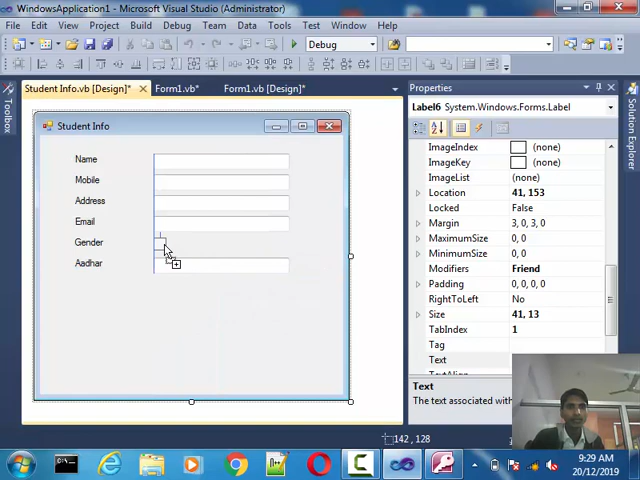 WindowsApplication1 - Microsoft Visual Studio (Administrator)
File Edit View Project Build Debug Team Data Tools Test Window Help
Debug
Student Info.vb [Design]* Form1.vb* Form1.vb [Design]*
Toolbox
Student Info
Name
Mobile
Address
Email
Gender
Aadhar
Properties
Label6 System.Windows.Forms.Label
ImageIndex (none)
ImageKey (none)
ImageList (none)
Location 41, 153
Locked False
Margin 3, 0, 3, 0
MaximumSize 0, 0
MinimumSize 0, 0
Modifiers Friend
Padding 0, 0, 0, 0
RightToLeft No
Size 41, 13
TabIndex 1
Tag
Text
TextAlign
Text
The text associated with
Solution Explorer
142, 128
9:29 AM
20/12/2019